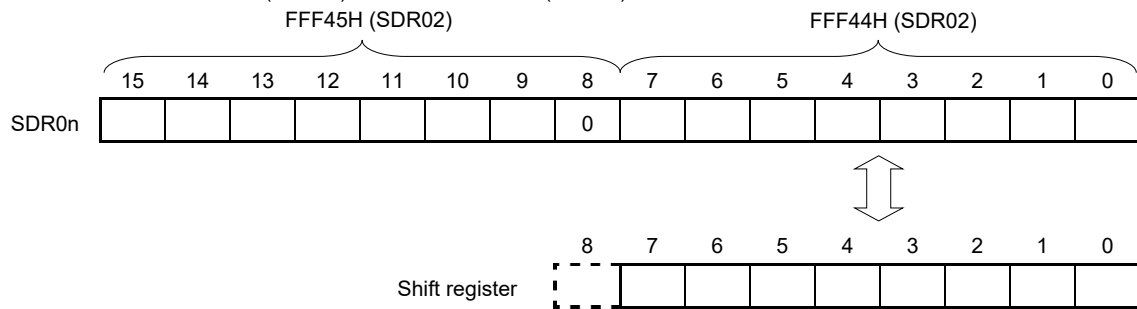 FFF45H (SDR02) FFF44H (SDR02)
15 14 13 12 11 10 9 8 7 6 5 4 3 2 1 0
SDR0n 0
8 7 6 5 4 3 2 1 0
Shift register